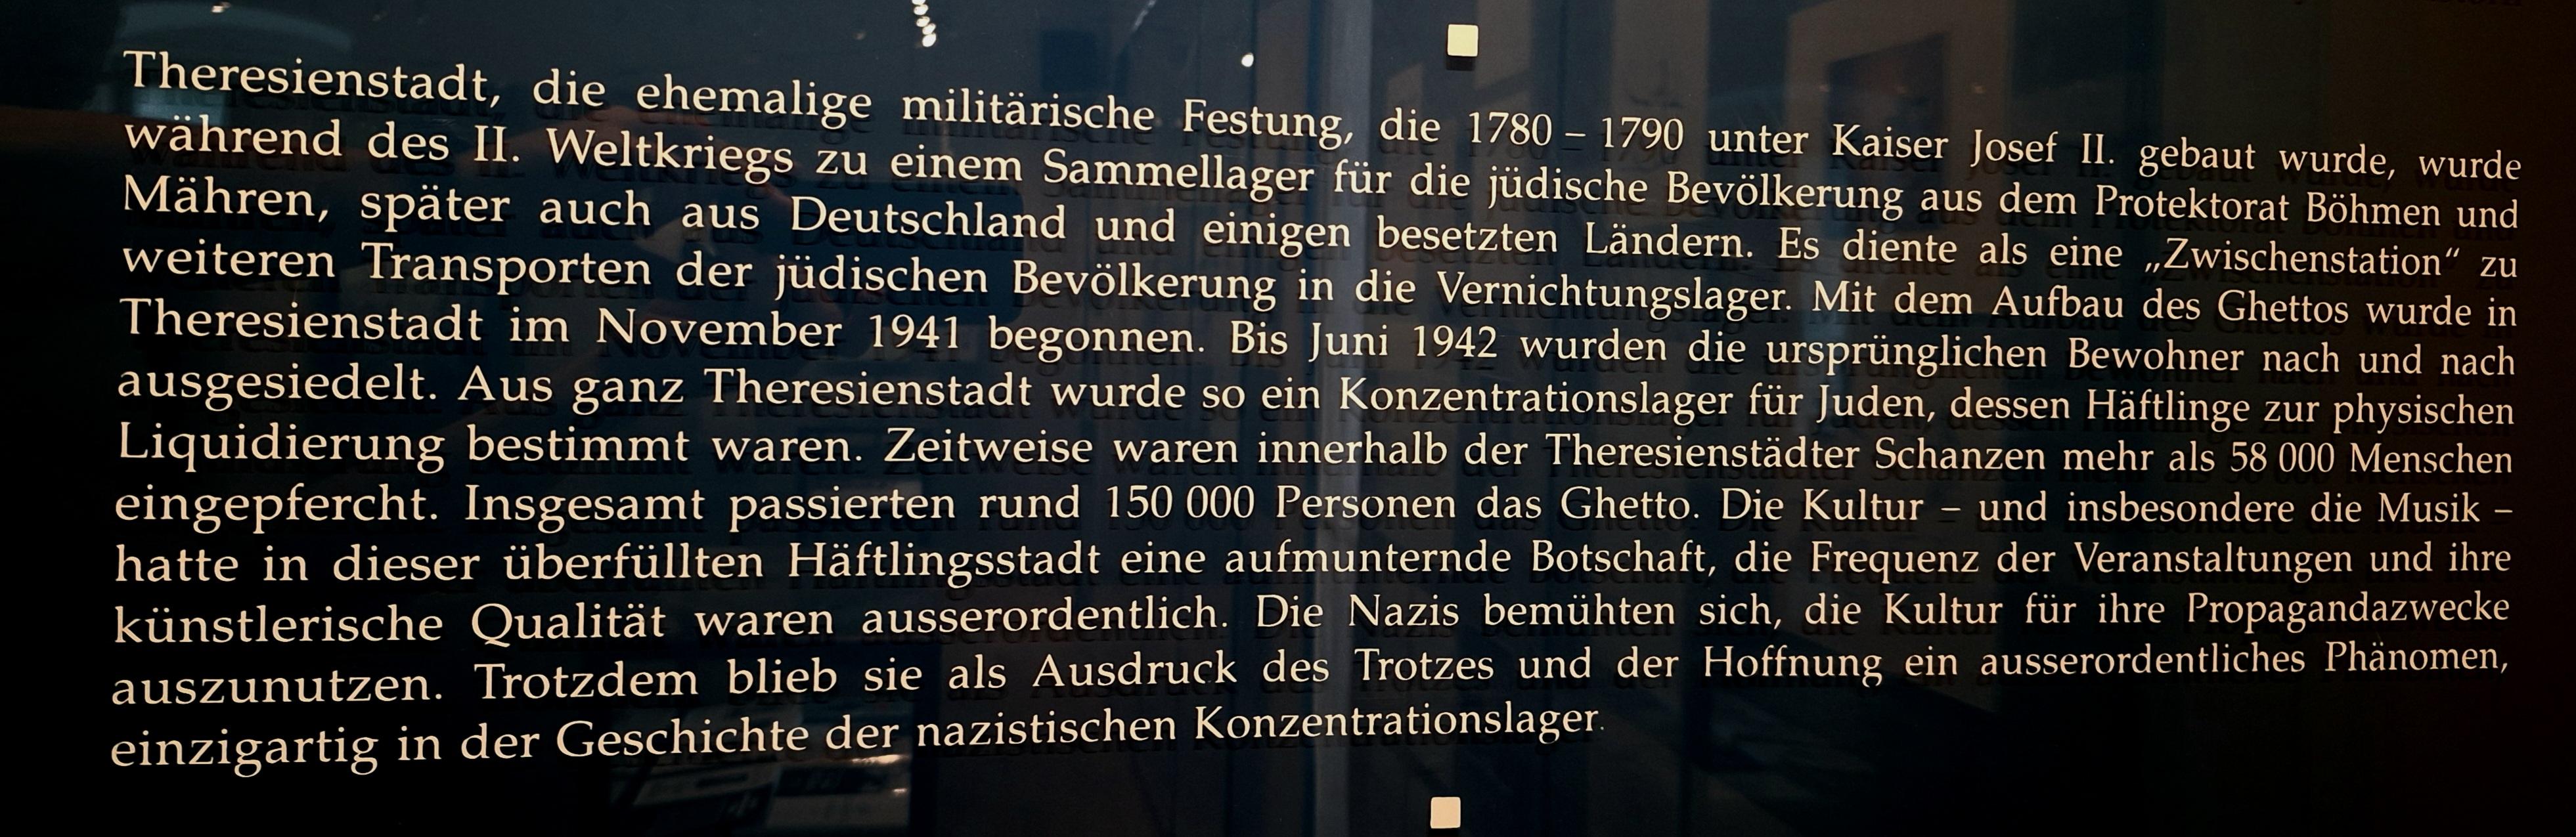 Theresienstadt, die ehemalige militärische Festung, die 1780 – 1790 unter Kaiser Josef II. gebaut wurde, wurde
während des II. Weltkriegs zu einem Sammellager für die jüdische Bevölkerung aus dem Protektorat Böhmen und
Mähren, später auch aus Deutschland und einigen besetzten Ländern. Es diente als eine „Zwischenstation“ zu
weiteren Transporten der jüdischen Bevölkerung in die Vernichtungslager. Mit dem Aufbau des Ghettos wurde in
Theresienstadt im November 1941 begonnen. Bis Juni 1942 wurden die ursprünglichen Bewohner nach und nach
ausgesiedelt. Aus ganz Theresienstadt wurde so ein Konzentrationslager für Juden, dessen Häftlinge zur physischen
Liquidierung bestimmt waren. Zeitweise waren innerhalb der Theresienstädter Schanzen mehr als 58 000 Menschen
eingepfercht. Insgesamt passierten rund 150 000 Personen das Ghetto. Die Kultur – und insbesondere die Musik –
hatte in dieser überfüllten Häftlingsstadt eine aufmunternde Botschaft, die Frequenz der Veranstaltungen und ihre
künstlerische Qualität waren ausserordentlich. Die Nazis bemühten sich, die Kultur für ihre Propagandazwecke
auszunutzen. Trotzdem blieb sie als Ausdruck des Trotzes und der Hoffnung ein ausserordentliches Phänomen,
einzigartig in der Geschichte der nazistischen Konzentrationslager.